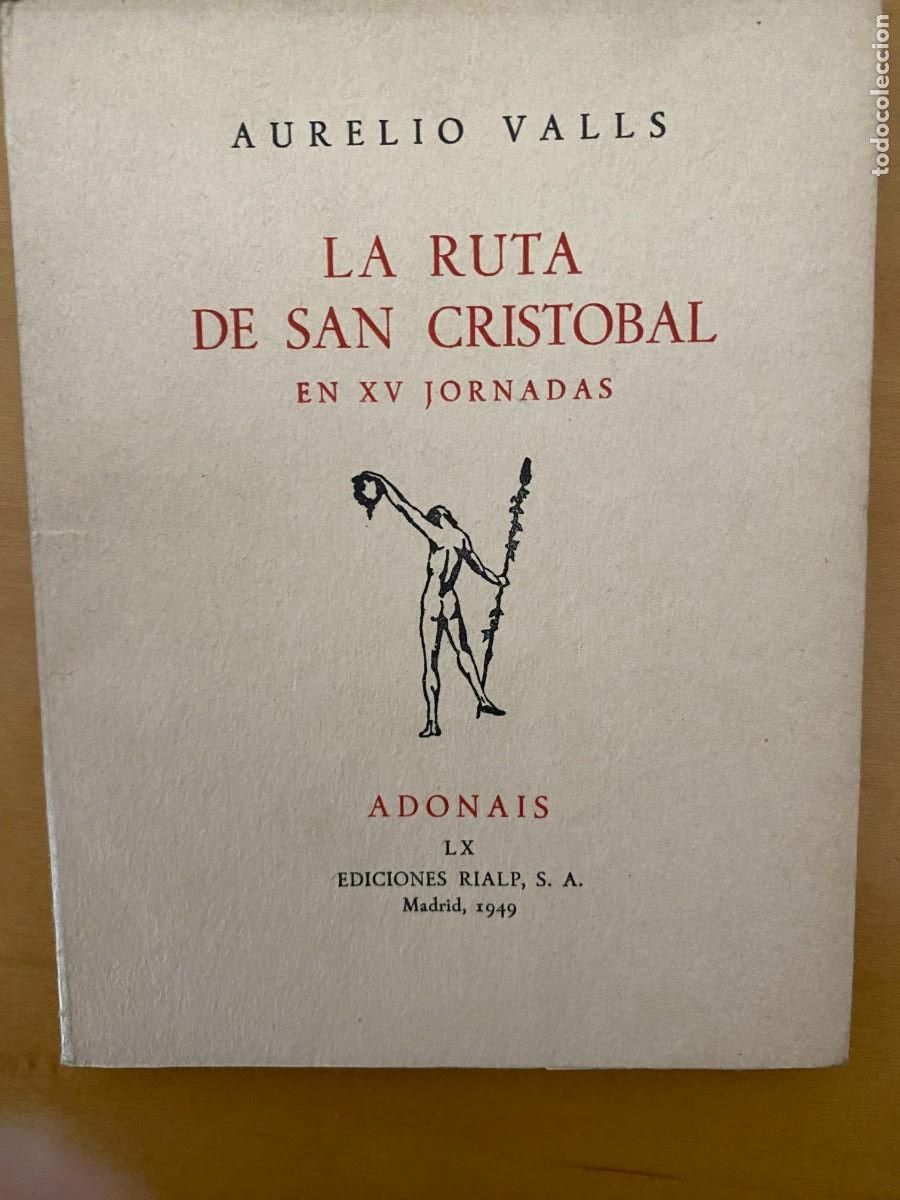 AURELIO VALLS
LA RUTA
DE SAN CRISTOBAL
EN XV JORNADAS
ADONAIS
LX
EDICIONES RIALP, S. A.
Madrid, 1949
todocoleccion